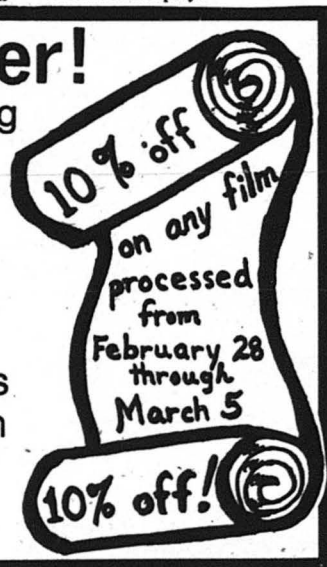 er!
g
10% off
on any film
processed
from
February 28
through
March 5
s
n
10% off!